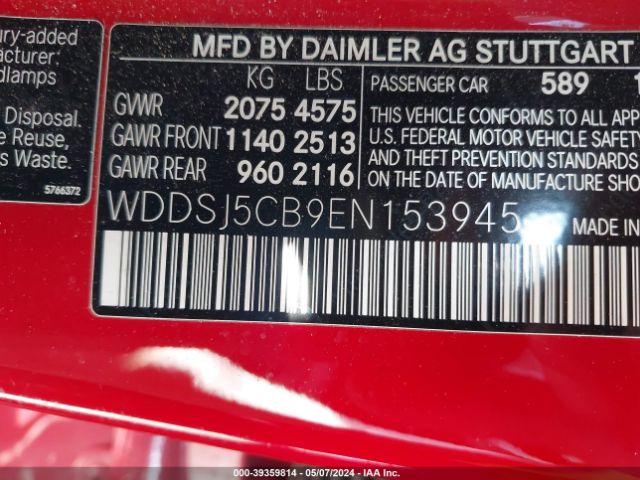 ury-added
acturer:
dlamps
Disposal.
Reuse,
s Waste.
5766372
MFD BY DAIMLER AG STUTTGART
KG LBS
GVWR 2075 4575
GAWR FRONT 1140 2513
GAWR REAR 960 2116
PASSENGER CAR 589 1
THIS VEHICLE CONFORMS TO ALL APP
U.S. FEDERAL MOTOR VEHICLE SAFETY
AND THEFT PREVENTION STANDARDS
ON THE DATE OF MANUFACTURE SHO
WDDSJ5CB9EN153945
MADE IN
000-39359814 - 05/07/2024 - IAA Inc.